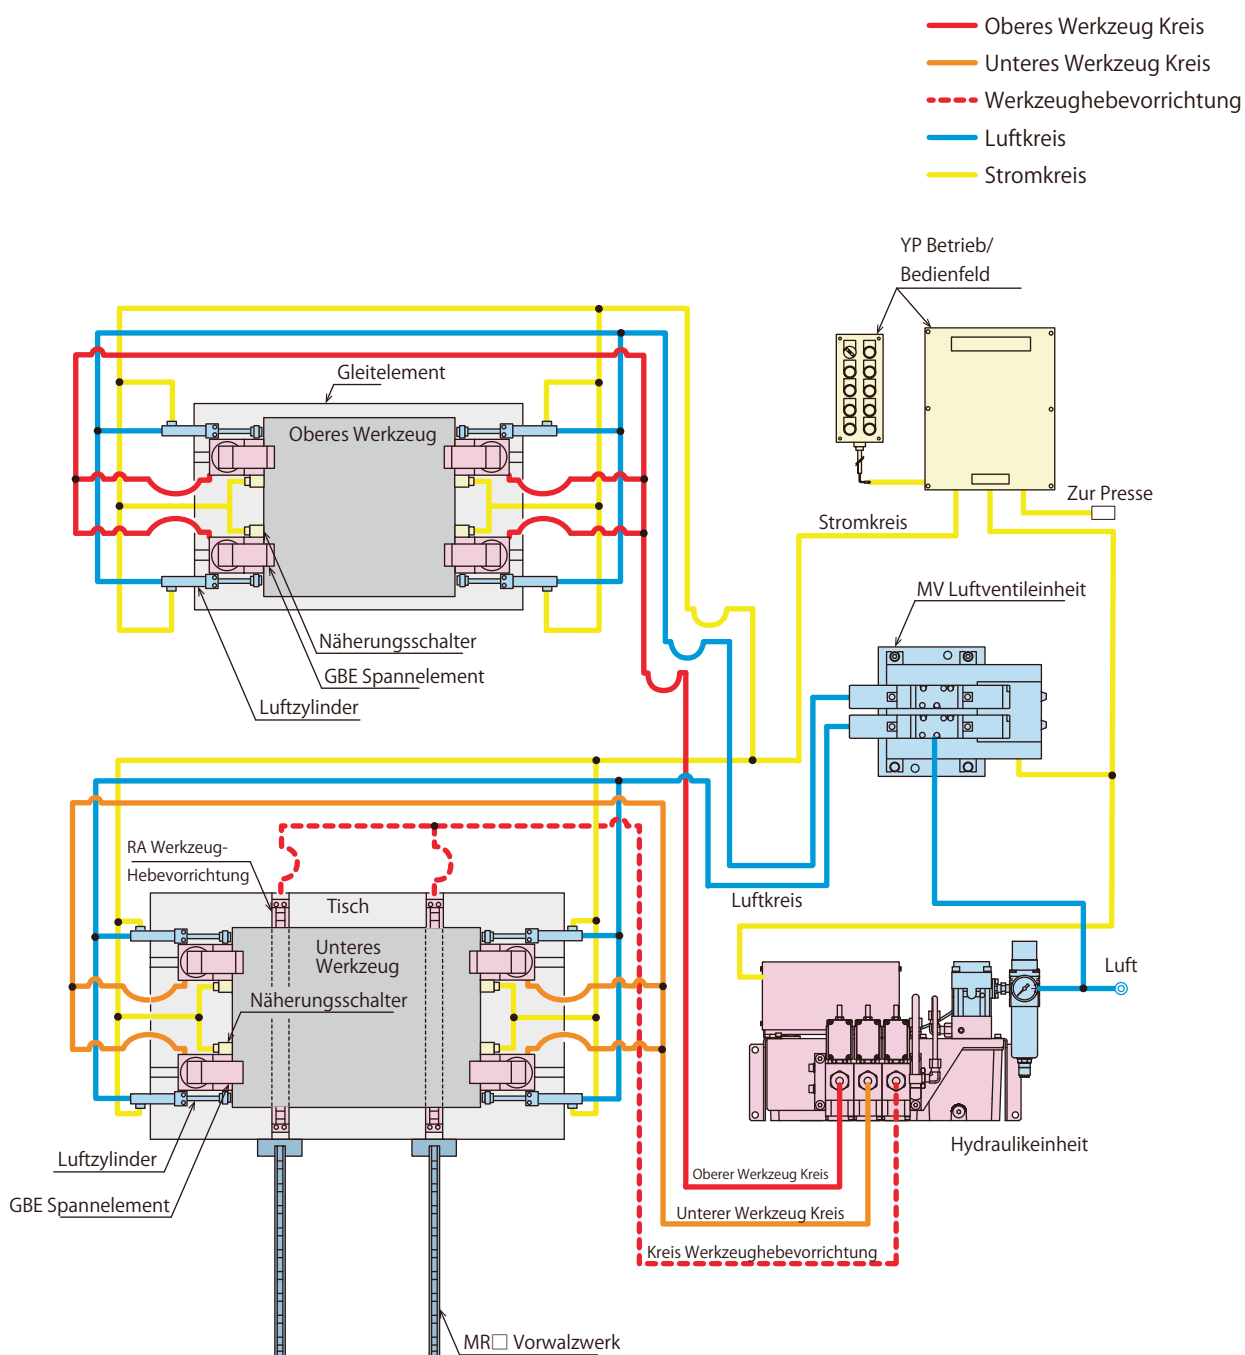 Oberes Werkzeug Kreis
Unteres Werkzeug Kreis
Werkzeughebevorrichtung
Luftkreis
Stromkreis
YP Betrieb/
Bedienfeld
Gleitelement
Oberes Werkzeug
Zur Presse
Stromkreis
MV Luftventileinheit
Näherungsschalter
GBE Spannelement
Luftzylinder
RA Werkzeug-
Hebevorrichtung
Tisch
Luftkreis
Unteres
Werkzeug
Näherungsschalter
Luft
Hydraulikeinheit
Luftzylinder
GBE Spannelement
Oberer Werkzeug Kreis
Unterer Werkzeug Kreis
Kreis Werkzeughebevorrichtung
MR□ Vorwalzwerk